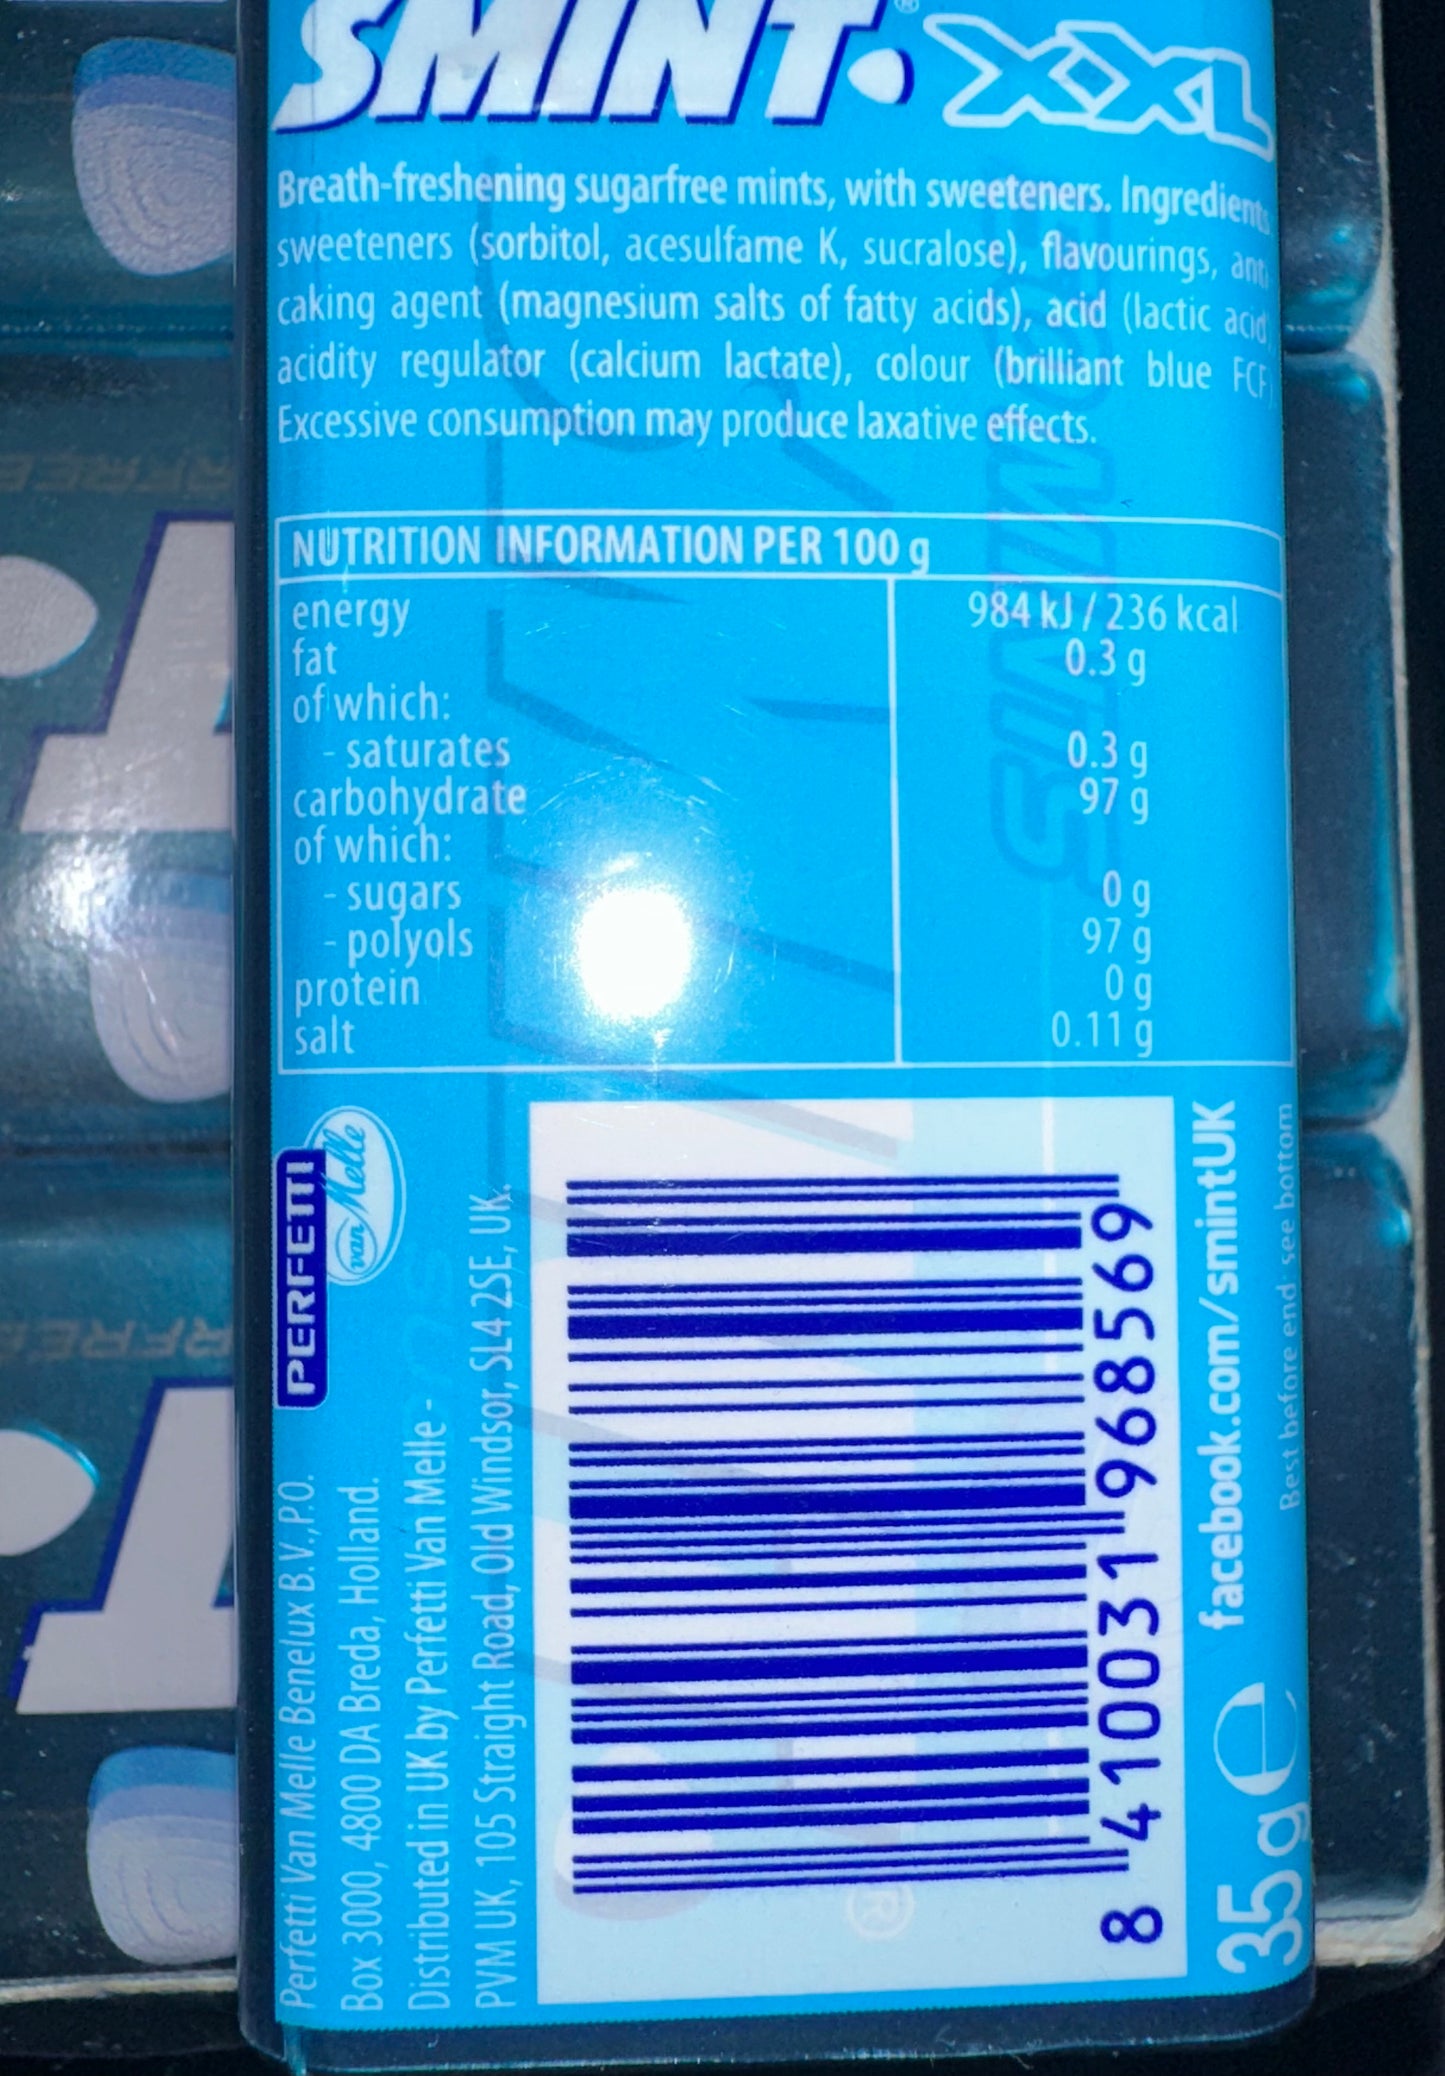 SMINT. XXL
Breath-freshening sugarfree mints, with sweeteners. Ingredients
sweeteners (sorbitol, acesulfame K, sucralose), flavourings, anti-
caking agent (magnesium salts of fatty acids), acid (lactic acid)
acidity regulator (calcium lactate), colour (brilliant blue FCF)
Excessive consumption may produce laxative effects.
NUTRITION INFORMATION PER 100 g
energy 984 kJ / 236 kcal
fat 0.3 g
of which:
- saturates 0.3 g
carbohydrate 97 g
of which:
- sugars 0 g
- polyols 97 g
protein 0 g
salt 0.11 g
PERFETTI
van Melle
Perfetti Van Melle Benelux B.V., P.O.
Box 3000, 4800 DA Breda, Holland.
Distributed in UK by Perfetti Van Melle -
PVM UK, 105 Straight Road, Old Windsor, SL4 2SE, UK.
8 410031 968569
facebook.com/smintUK
35 g e
Best before end: see bottom